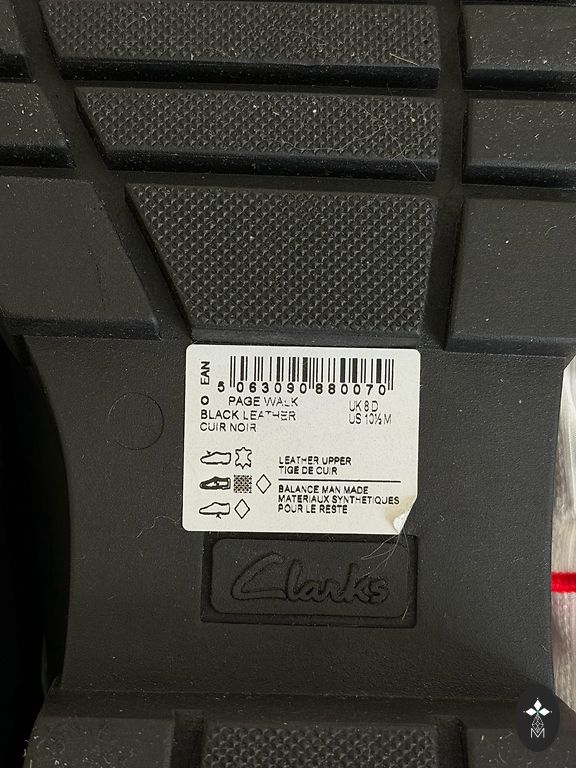 EAN
5 063090 880070
O PAGE WALK
UK 8 D
BLACK LEATHER
US 10½ M
CUIR NOIR
LEATHER UPPER
TIGE DE CUIR
BALANCE MAN MADE
MATERIAUX SYNTHETIQUES
POUR LE RESTE
Clarks
M